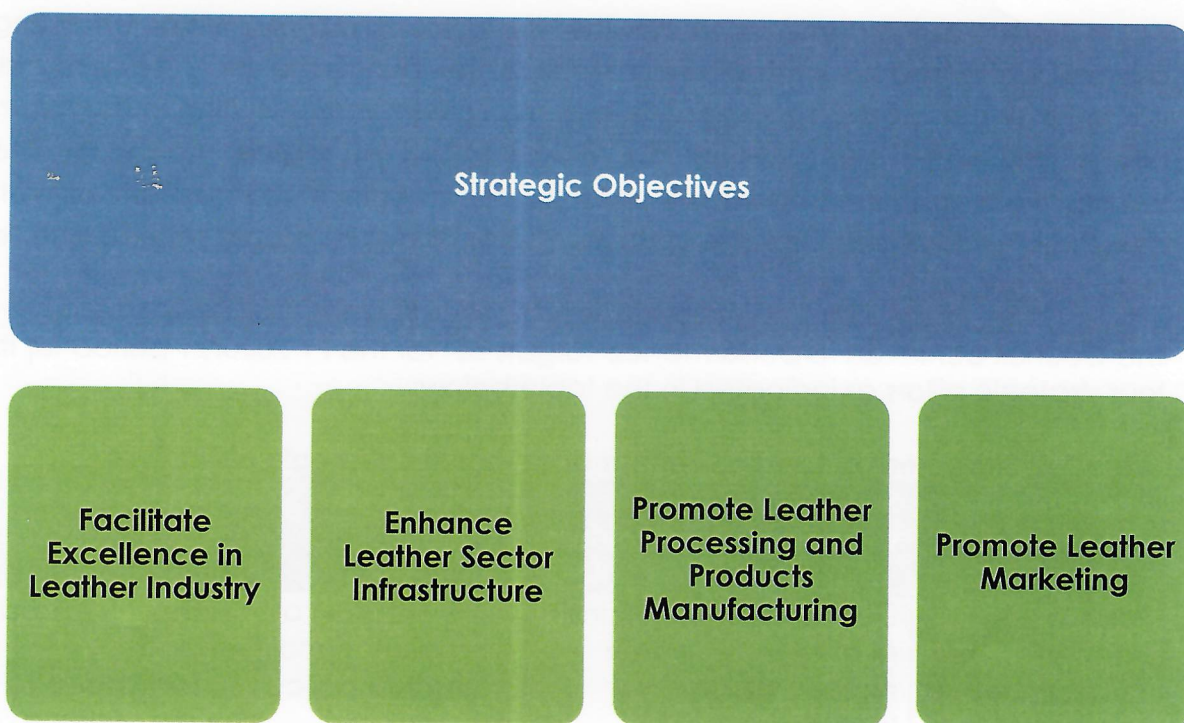 Strategic Objectives
Facilitate
Excellence in
Leather Industry
Enhance
Leather Sector
Infrastructure
Promote Leather
Processing and
Products
Manufacturing
Promote Leather
Marketing